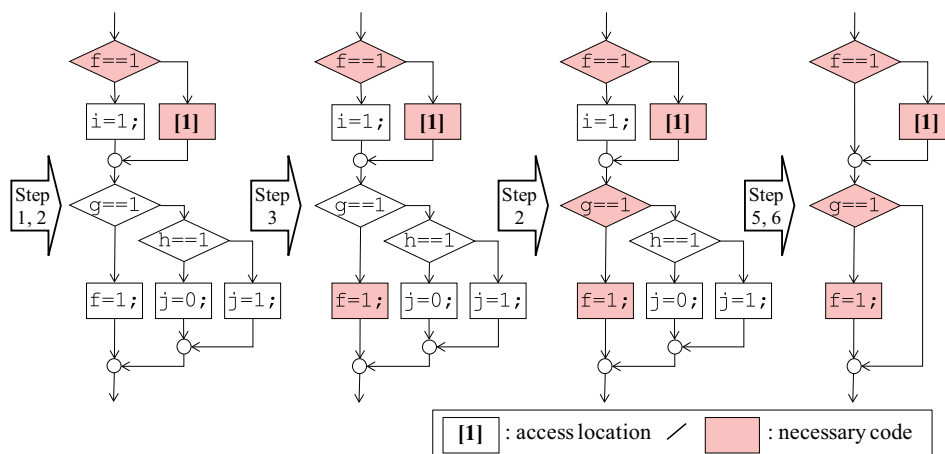 f==1 f==1 f==1 f==1
i=1; [1] i=1; [1] i=1; [1] [1]
Step 1, 2 g==1 Step 3 g==1 Step 2 g==1 Step 5, 6 g==1
h==1 h==1 h==1
f=1; j=0; j=1; f=1; j=0; j=1; f=1; j=0; j=1; f=1;
[1] : access location / : necessary code